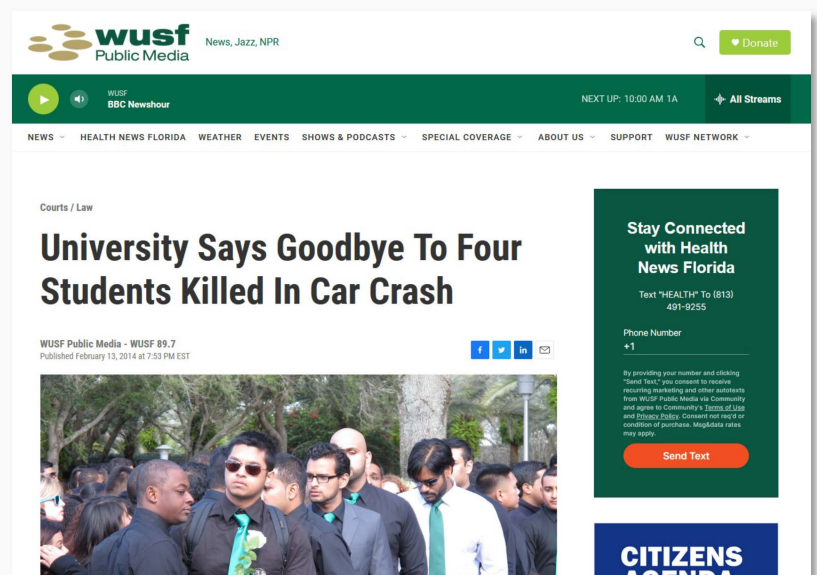 wusf
Public Media
News, Jazz, NPR
Donate
WUSF
BBC Newshour
NEXT UP: 10:00 AM 1A
All Streams
NEWS
HEALTH NEWS FLORIDA
WEATHER
EVENTS
SHOWS & PODCASTS
SPECIAL COVERAGE
ABOUT US
SUPPORT
WUSF NETWORK
Courts / Law
University Says Goodbye To Four
Students Killed In Car Crash
WUSF Public Media - WUSF 89.7
Published February 13, 2014 at 7:53 PM EST
f
in
Stay Connected
with Health
News Florida
Text "HEALTH" To (813)
491-9255
Phone Number
+1
By providing your number and clicking
"Send Text," you consent to receive
recurring marketing and other autotexts
from WUSF Public Media via Community
and agree to Community's Terms of Use
and Privacy Policy. Consent not req'd or
condition of purchase. Msg&data rates
may apply.
Send Text
CITIZENS
AGENDA